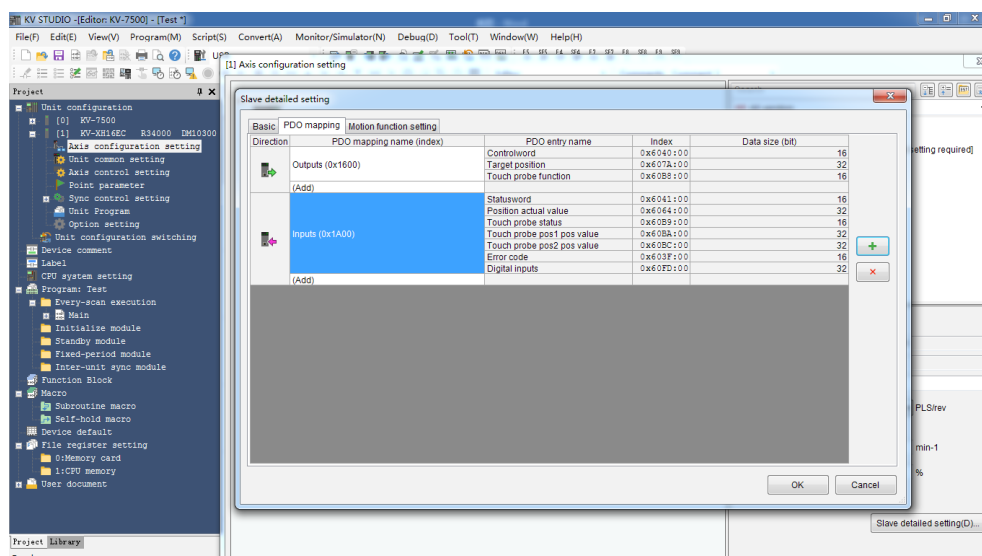 KV STUDIO -[Editor: KV-7500] - [Test *]
File(F) Edit(E) View(V) Program(M) Script(S) Convert(A) Monitor/Simulator(N) Debug(D) Tool(T) Window(W) Help(H)
[1] Axis configuration setting
Project
Unit configuration
[0] KV-7500
[1] KV-XH16EC R34000 DM10300
Axis configuration setting
Unit common setting
Axis control setting
Point parameter
Sync control setting
Unit Program
Option setting
Unit configuration switching
Device comment
Label
CPU system setting
Program: Test
Every-scan execution
Main
Initialize module
Standby module
Fixed-period module
Inter-unit sync module
Function Block
Macro
Subroutine macro
Self-hold macro
Device default
File register setting
0:Memory card
1:CPU memory
User document
Project Library
Slave detailed setting
Basic PDO mapping Motion function setting
Direction PDO mapping name (index) PDO entry name Index Data size (bit)
Outputs (0x1600)
Controlword 0x6040:00 16
Target position 0x607A:00 32
Touch probe function 0x60B8:00 16
(Add)
Inputs (0x1A00)
Statusword 0x6041:00 16
Position actual value 0x6064:00 32
Touch probe status 0x60B9:00 16
Touch probe pos1 pos value 0x60BA:00 32
Touch probe pos2 pos value 0x60BC:00 32
Error code 0x603F:00 16
Digital inputs 0x60FD:00 32
(Add)
OK Cancel
setting required]
PLS/rev
min-1
%
Slave detailed setting(D)...